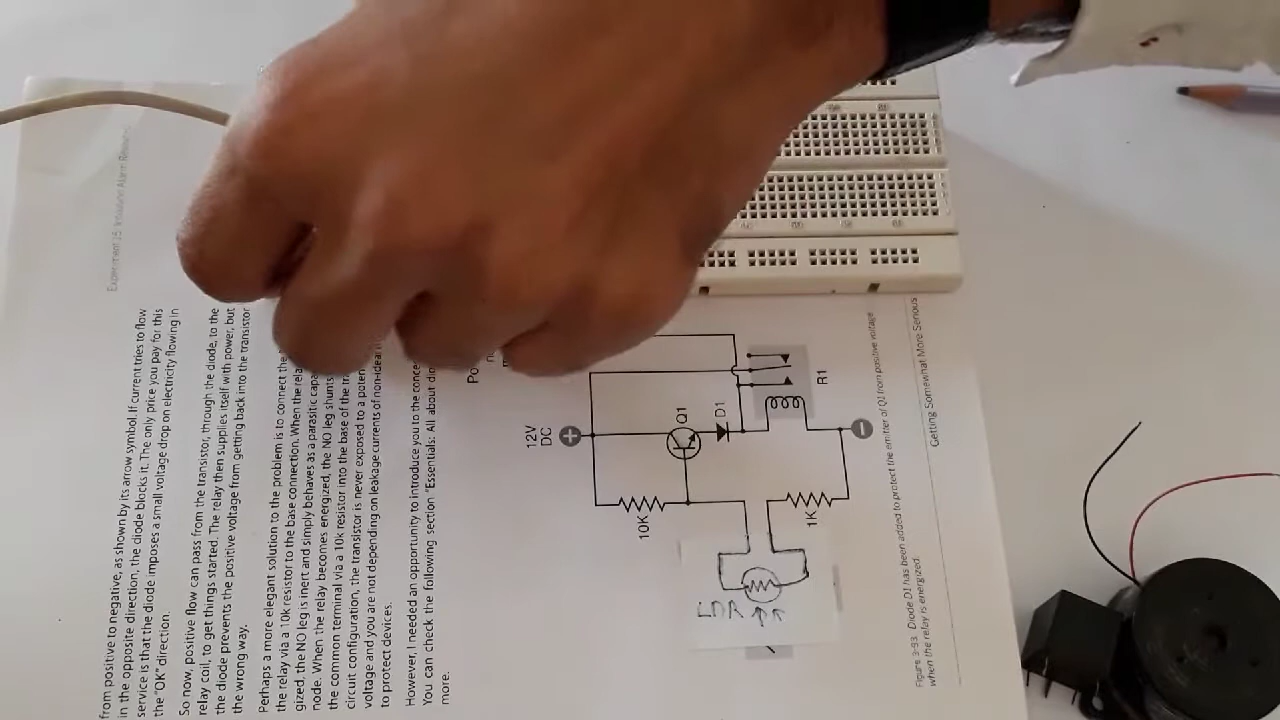 Experiment 15: Intrusion Alarm Revisi
from positive to negative, as shown by its arrow symbol. If current tries to flow
in the opposite direction, the diode blocks it. The only price you pay for this
service is that the diode imposes a small voltage drop on electricity flowing in
the "OK" direction.
So now, positive flow can pass from the transistor, through the diode, to the
relay coil, to get things started. The relay then supplies itself with power, but
the diode prevents that positive voltage from getting back into the transistor
the wrong way.
Perhaps a more elegant solution to the problem is to connect the
the relay via a 10k resistor to the base connection. When the rela
gized, the NO leg is inert and simply behaves as parasitic capa
node. When the relay becomes energized, the NO leg shunts
the common terminal via a 10k resistor into the base of the tr
circuit configuration, the transistor is never exposed to a poten
voltage and you are not depending on leakage currents of non-ideal
to protect devices.
However, I needed an opportunity to introduce you to the conce
You can check the following section "Essentials: All about dio
more.
Po
12V
DC
Q1
D1
R1
10K
1K
Figure 3-93. Diode D1 has been added to protect the emitter of Q1 from positive voltage
when the relay is energized.
Getting Somewhat More Serious